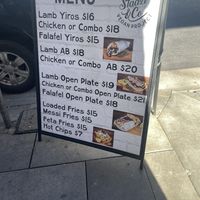 MENU
Lamb Yiros $16
Chicken or Combo $18
Falafel Yiros $15
Lamb AB $18
Chicken or Combo AB $20
Lamb Open Plate $19
Chicken or Combo Open Plate $21
Falafel Open Plate $18
Loaded Fries $15
Messi Fries $15
Feta Fries $15
Hot Chips $7
& Co.